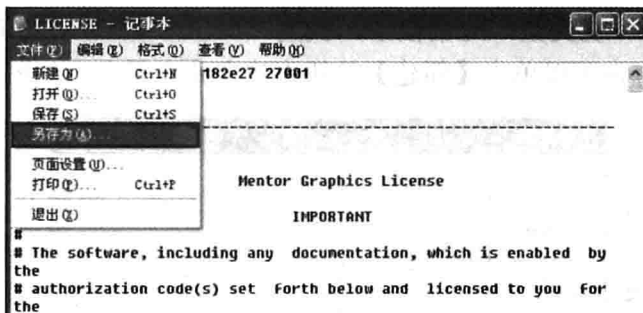 LICENSE - 记事本
文件(F) 编辑(E) 格式(O) 查看(V) 帮助(H)
新建(N) Ctrl+N
182e27 27001
打开(O)... Ctrl+O
保存(S) Ctrl+S
另存为(A)...
页面设置(U)...
打印(P)... Ctrl+P
Mentor Graphics License
退出(X)
IMPORTANT
#
# The software, including any documentation, which is enabled by
the
# authorization code(s) set forth below and licensed to you for
the